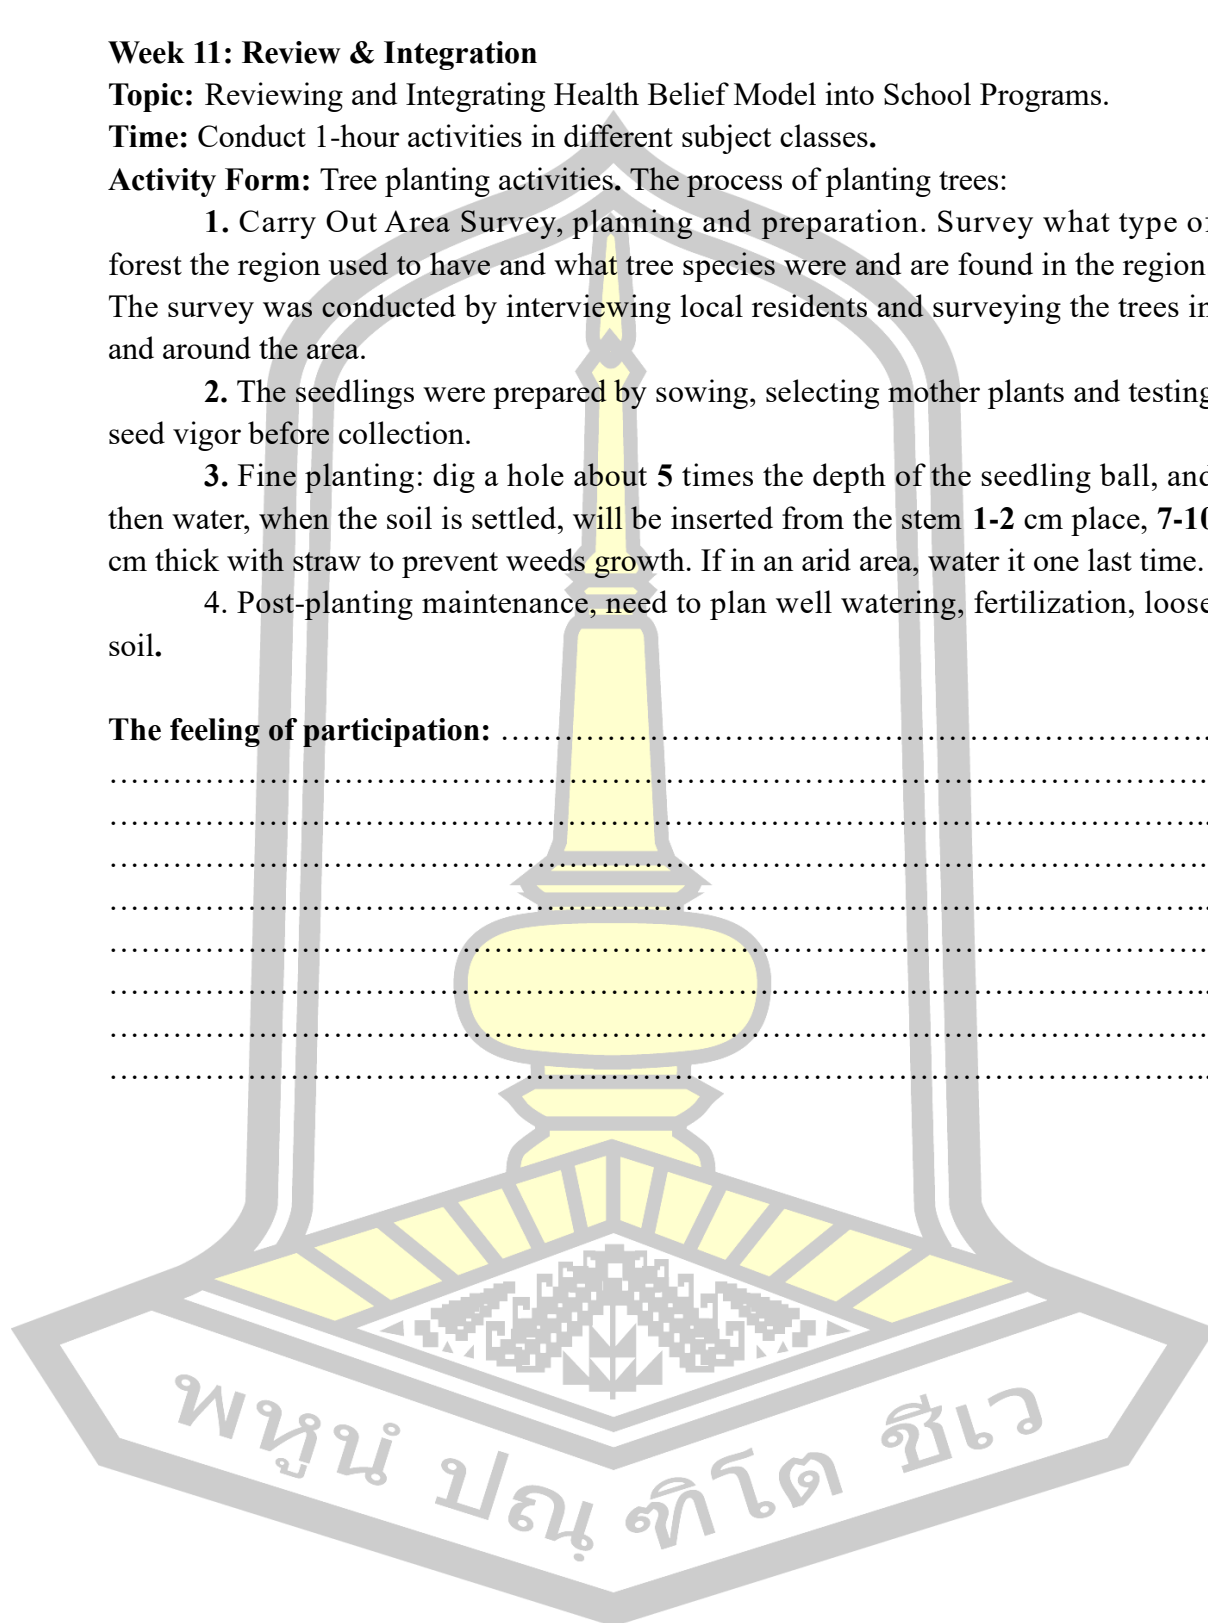 Week 11: Review & Integration
Topic: Reviewing and Integrating Health Belief Model into School Programs.
Time: Conduct 1-hour activities in different subject classes.
Activity Form: Tree planting activities. The process of planting trees:
1. Carry Out Area Survey, planning and preparation. Survey what type of
forest the region used to have and what tree species were and are found in the region
The survey was conducted by interviewing local residents and surveying the trees in
and around the area.
2. The seedlings were prepared by sowing, selecting mother plants and testing
seed vigor before collection.
3. Fine planting: dig a hole about 5 times the depth of the seedling ball, and
then water, when the soil is settled, will be inserted from the stem 1-2 cm place, 7-10
cm thick with straw to prevent weeds growth. If in an arid area, water it one last time.
4. Post-planting maintenance, need to plan well watering, fertilization, loose
soil.
The feeling of participation: ……………………………………………………………..
……………………………………………………………………………………………..
……………………………………………………………………………………………..
……………………………………………………………………………………………..
……………………………………………………………………………………………..
……………………………………………………………………………………………..
……………………………………………………………………………………………..
……………………………………………………………………………………………..
……………………………………………………………………………………………..
พหูนํ ปณฺ ฑิโต ชีเว